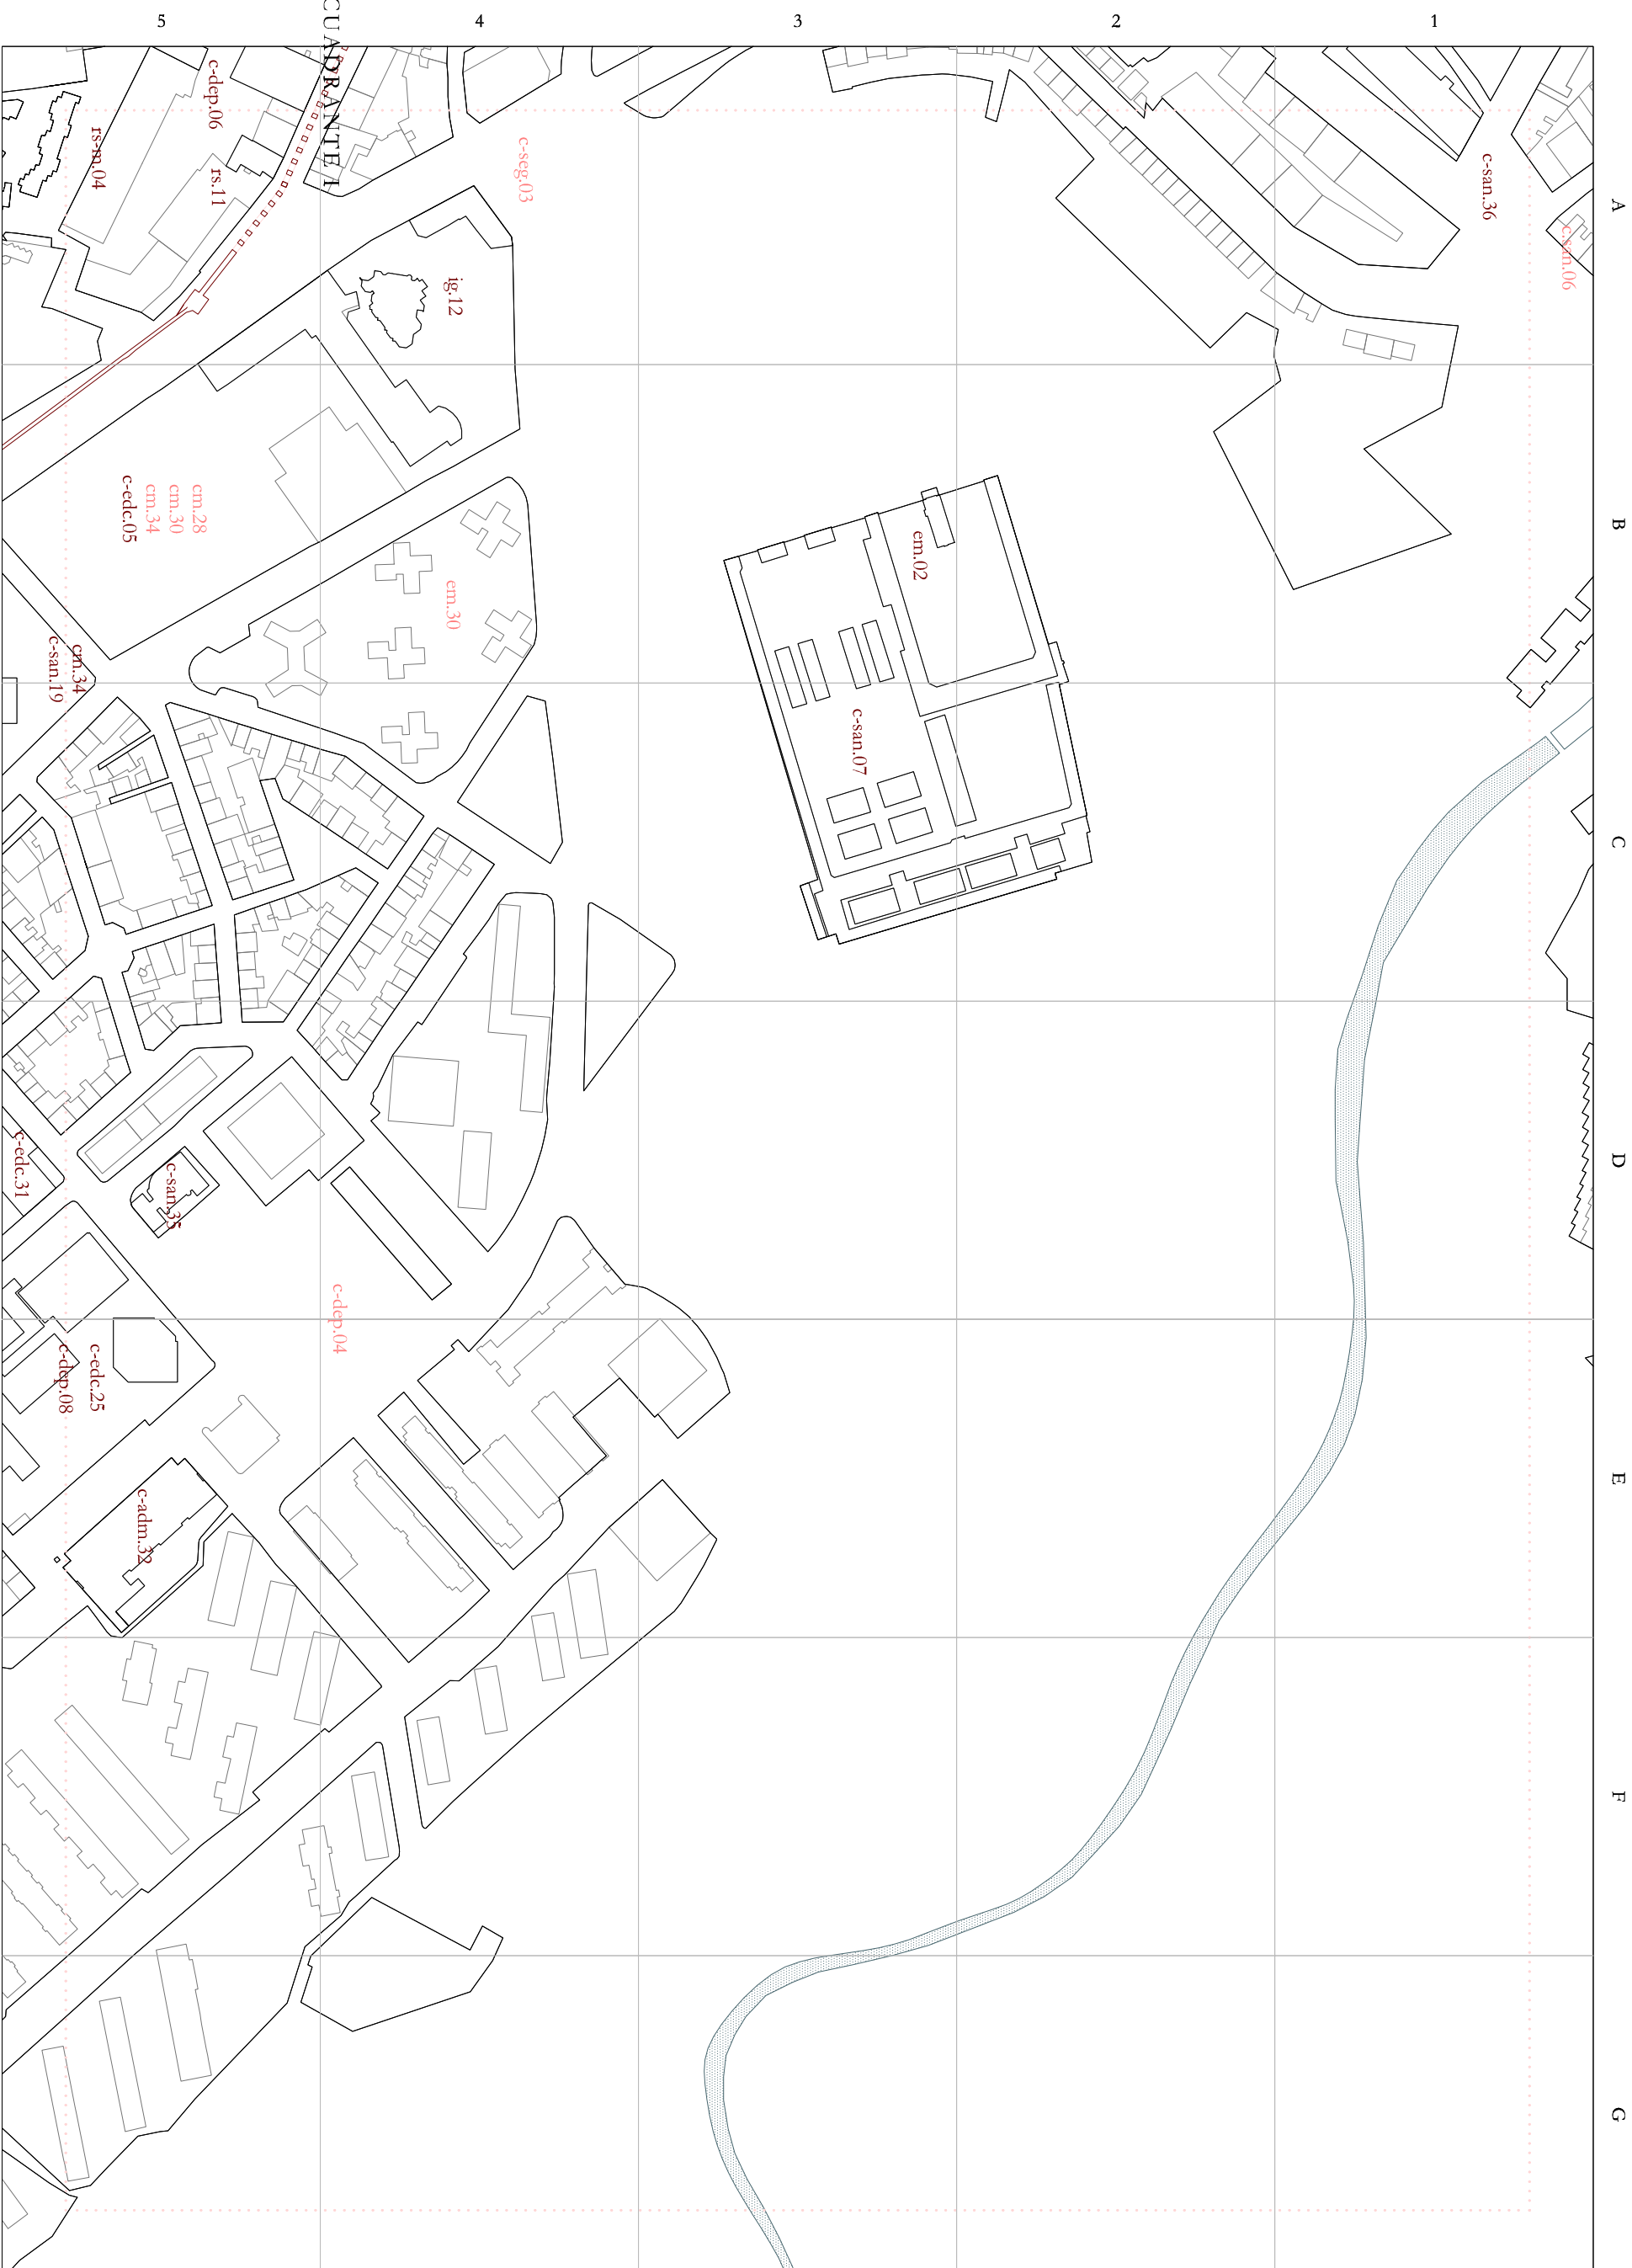 5 4 3 2 1
CUADRANTE 1
A
B
C
D
E
F
G
c-dep.06
rs-m.04
rs.11
c-seg.03
c-san.36
c.san.06
ig.12
cm.28
cm.30
cm.34
c-edc.05
em.02
em.30
cm.34
c-san.19
c-san.07
c-edc.31
c-san.35
c-dep.04
c-edc.25
c-dep.08
c-adm.32